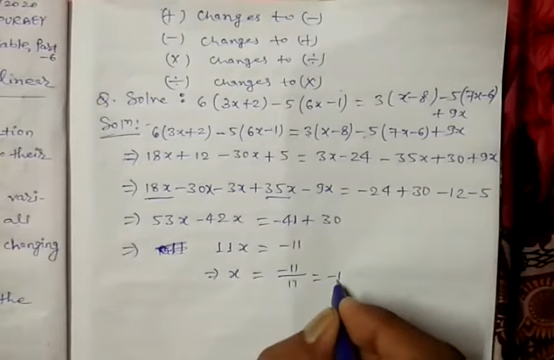 2020
CURACY
iable, Part
-6
linear
tion
their
vari-
all
changing
the
(+) changes to (-)
(-) changes to (+)
(x) changes to (÷)
(÷) changes to (x)
Q. Solve : 6(3x+2) - 5(6x-1) = 3(x-8) - 5(7x-6)
+ 9x
Som:- 6(3x+2) - 5(6x-1) = 3(x-8) - 5(7x-6) + 9x
⇒ 18x + 12 - 30x + 5 = 3x - 24 - 35x + 30 + 9x
⇒ 18x - 30x - 3x + 35x - 9x = -24 + 30 - 12 - 5
⇒ 53x - 42x = -41 + 30
⇒ 11x = -11
⇒ x = -11/11 = -1